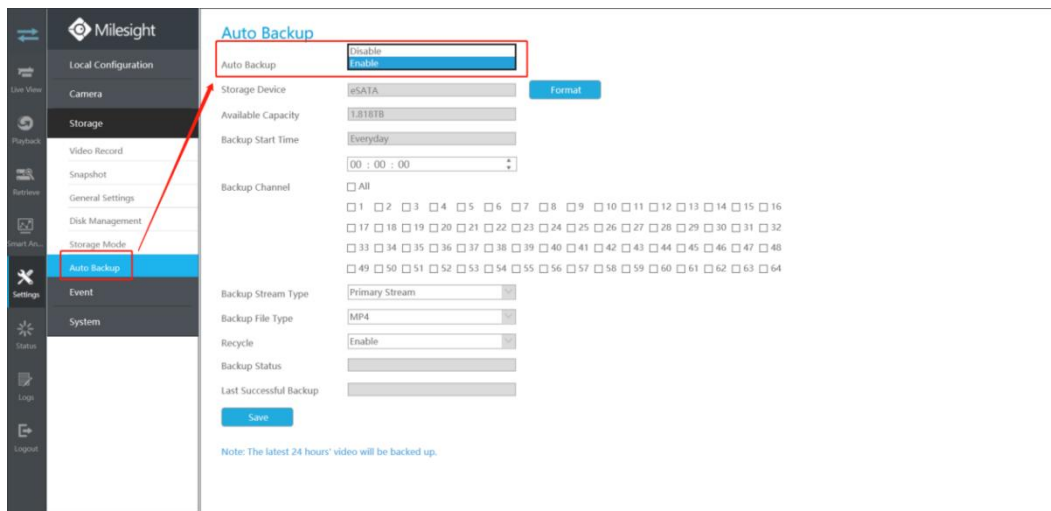 Milesight
Live View
Playback
Retrieve
Smart An...
Settings
Status
Logs
Logout
Local Configuration
Camera
Storage
Video Record
Snapshot
General Settings
Disk Management
Storage Mode
Auto Backup
Event
System
Auto Backup
Auto Backup
Disable
Enable
Storage Device eSATA Format
Available Capacity 1.818TB
Backup Start Time Everyday
00 : 00 : 00
Backup Channel All
1 2 3 4 5 6 7 8 9 10 11 12 13 14 15 16
17 18 19 20 21 22 23 24 25 26 27 28 29 30 31 32
33 34 35 36 37 38 39 40 41 42 43 44 45 46 47 48
49 50 51 52 53 54 55 56 57 58 59 60 61 62 63 64
Backup Stream Type Primary Stream
Backup File Type MP4
Recycle Enable
Backup Status
Last Successful Backup
Save
Note: The latest 24 hours' video will be backed up.